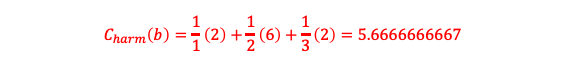 C_harm(b) = 1/1 (2) + 1/2 (6) + 1/3 (2) = 5.6666666667